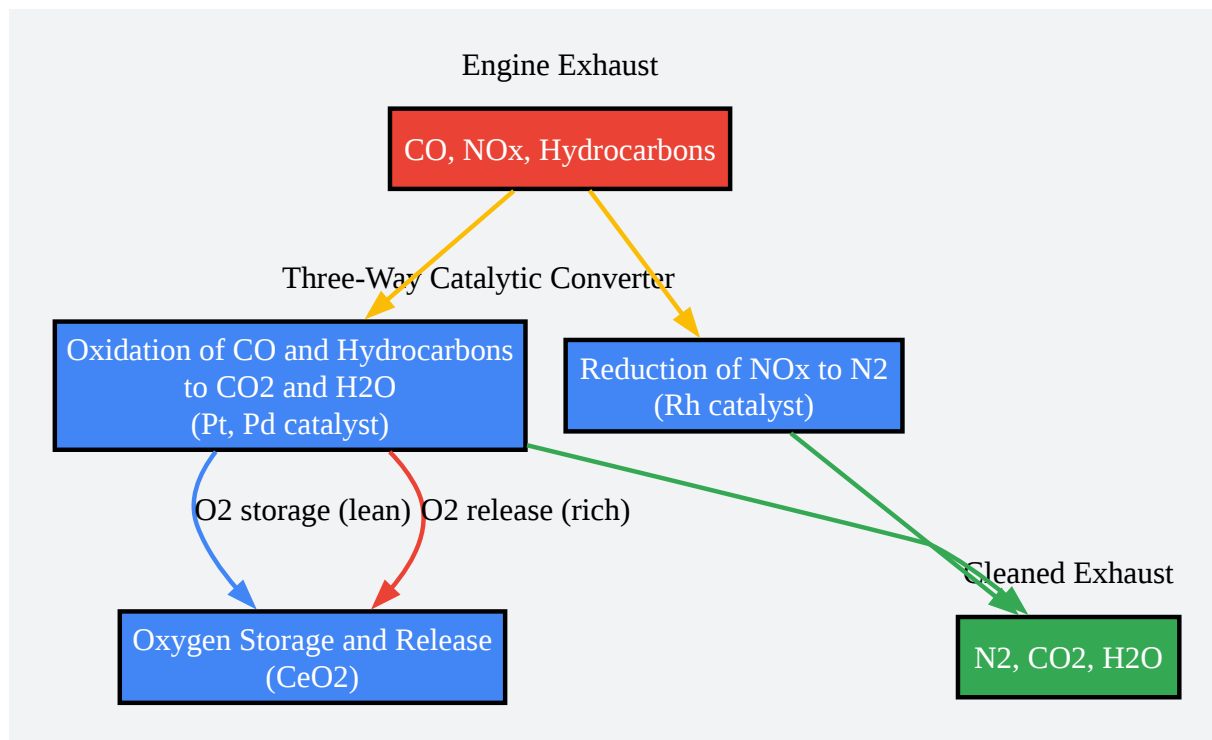 Engine Exhaust
CO, NOx, Hydrocarbons
Three-Way Catalytic Converter
Oxidation of CO and Hydrocarbons
to CO2 and H2O
(Pt, Pd catalyst)
Reduction of NOx to N2
(Rh catalyst)
O2 storage (lean)
O2 release (rich)
Cleaned Exhaust
Oxygen Storage and Release
(CeO2)
N2, CO2, H2O